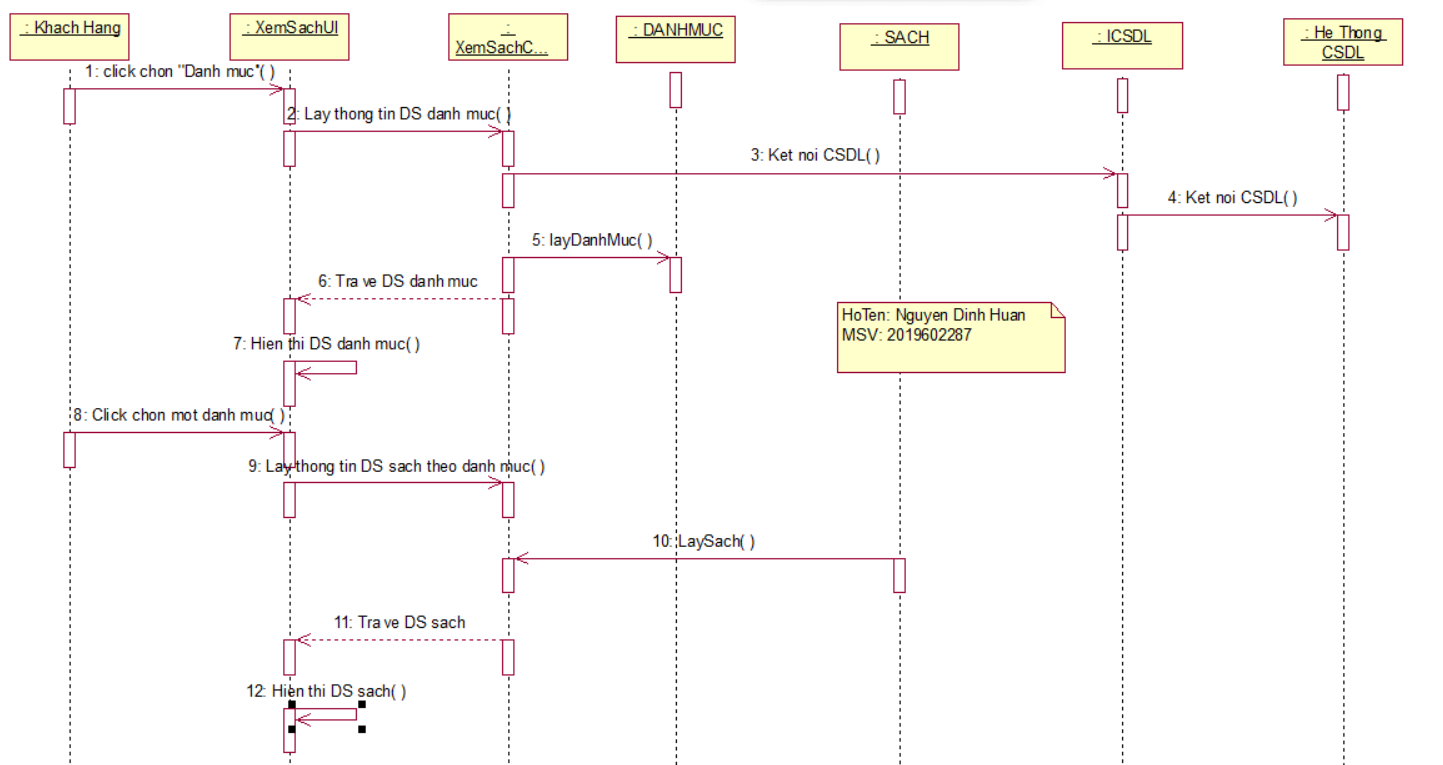 : Khach Hang
: XemSachUI
:
XemSachC...
: DANHMUC
: SACH
: ICSDL
: He Thong
CSDL
1: click chon "Danh muc"( )
2: Lay thong tin DS danh muc( )
3: Ket noi CSDL( )
4: Ket noi CSDL( )
5: layDanhMuc( )
6: Tra ve DS danh muc
HoTen: Nguyen Dinh Huan
MSV: 2019602287
7: Hien thi DS danh muc( )
8: Click chon mot danh muc( )
9: Lay thong tin DS sach theo danh muc( )
10: LaySach( )
11: Tra ve DS sach
12: Hien thi DS sach( )